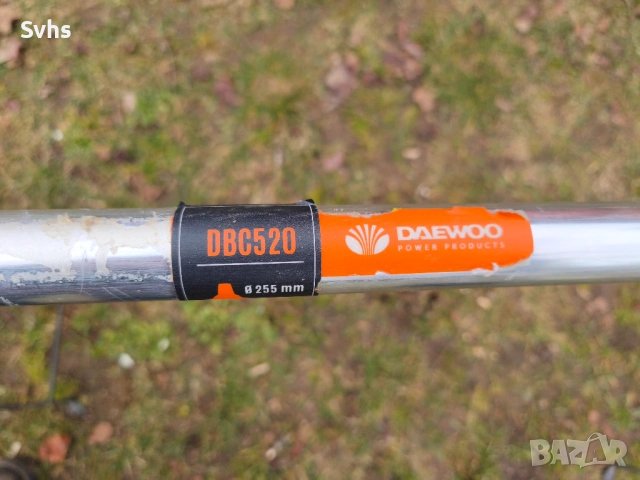 Svhs
DBC520
Ø 255 mm
DAEWOO
POWER PRODUCTS
BAZAR